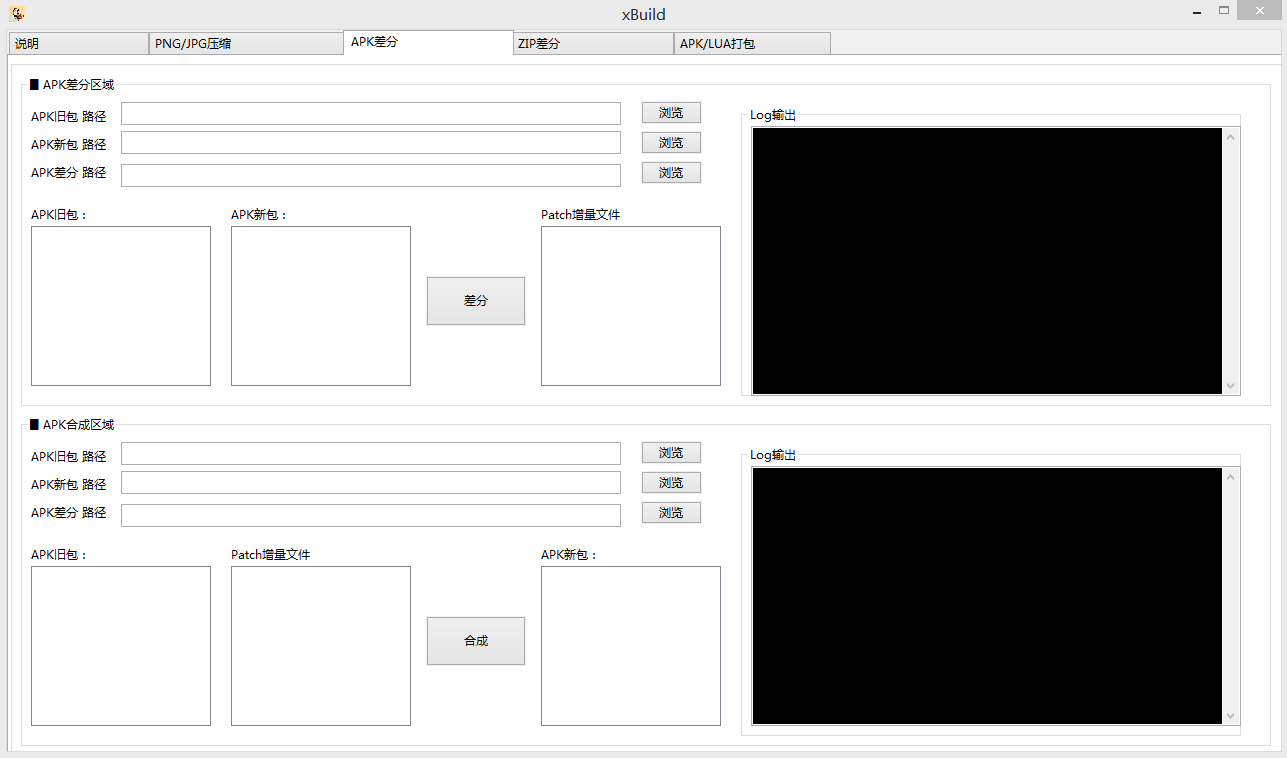 xBuild
说明 PNG/JPG压缩 APK差分 ZIP差分 APK/LUA打包
APK差分区域
APK旧包 路径 浏览
APK新包 路径 浏览
APK差分 路径 浏览
Log输出
APK旧包： APK新包： Patch增量文件
差分
APK合成区域
APK旧包 路径 浏览
APK新包 路径 浏览
APK差分 路径 浏览
Log输出
APK旧包： Patch增量文件 APK新包：
合成